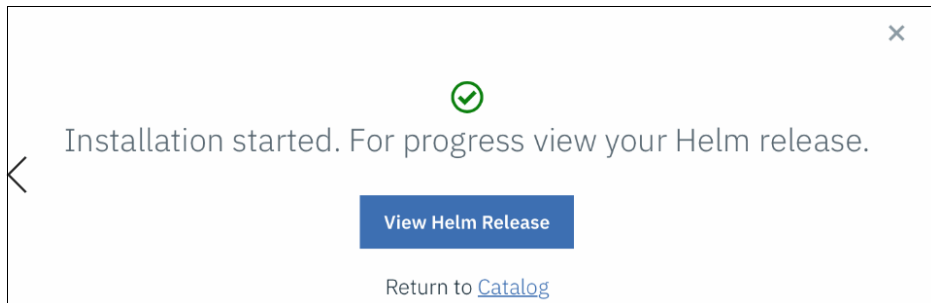 Installation started. For progress view your Helm release.
View Helm Release
Return to Catalog